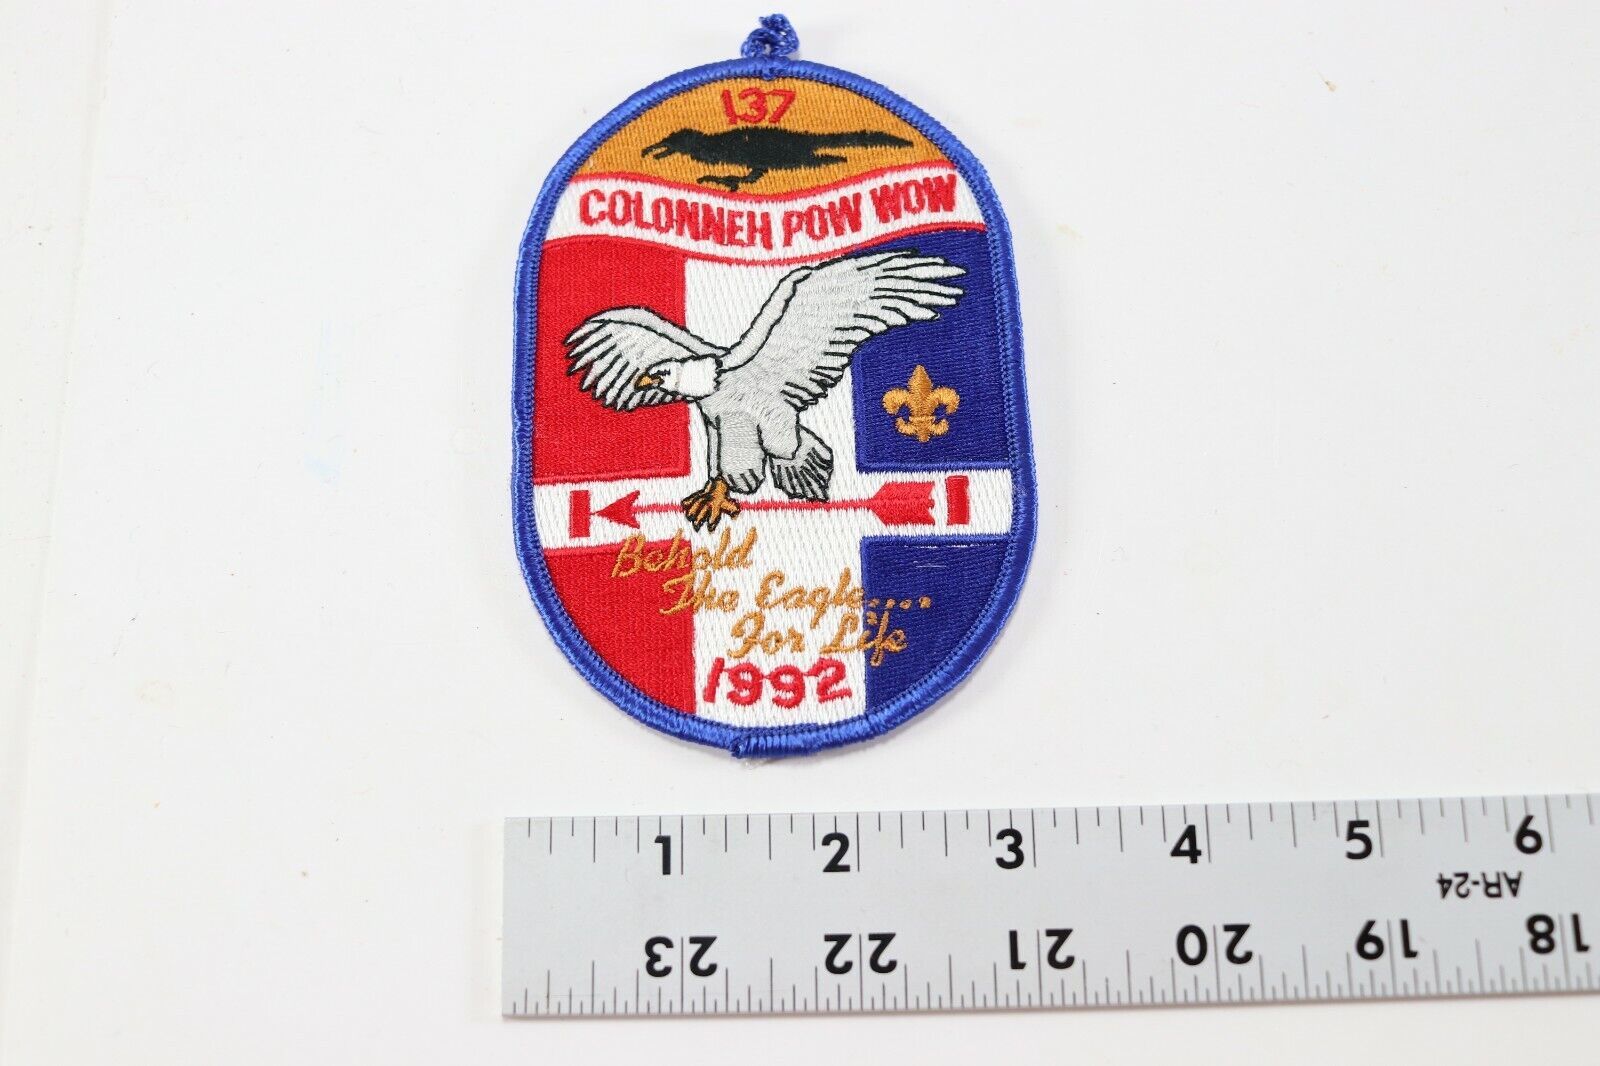 137
COLONNEH POW WOW
Behold
The Eagle....
For Life
1992
1 2 3 4 5 6
AR-24
23 22 21 20 19 18